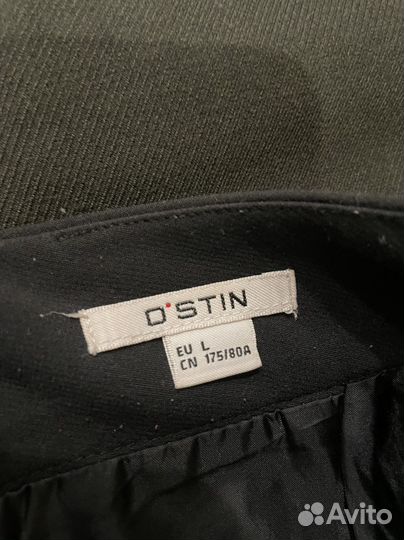 D'STIN
EU L
CN 175/80A
Avito